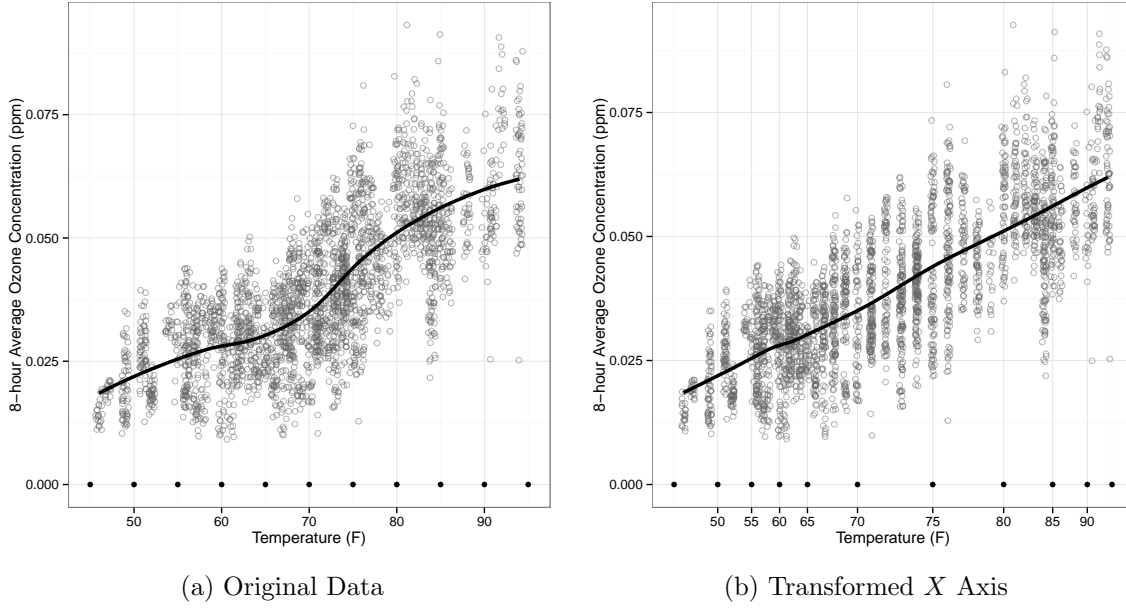 8−hour Average Ozone Concentration (ppm)
0.075
0.050
0.025
0.000
50 60 70 80 90
Temperature (F)
(a) Original Data
8−hour Average Ozone Concentration (ppm)
0.075
0.050
0.025
0.000
50 55 60 65 70 75 80 85 90
Temperature (F)
(b) Transformed X Axis